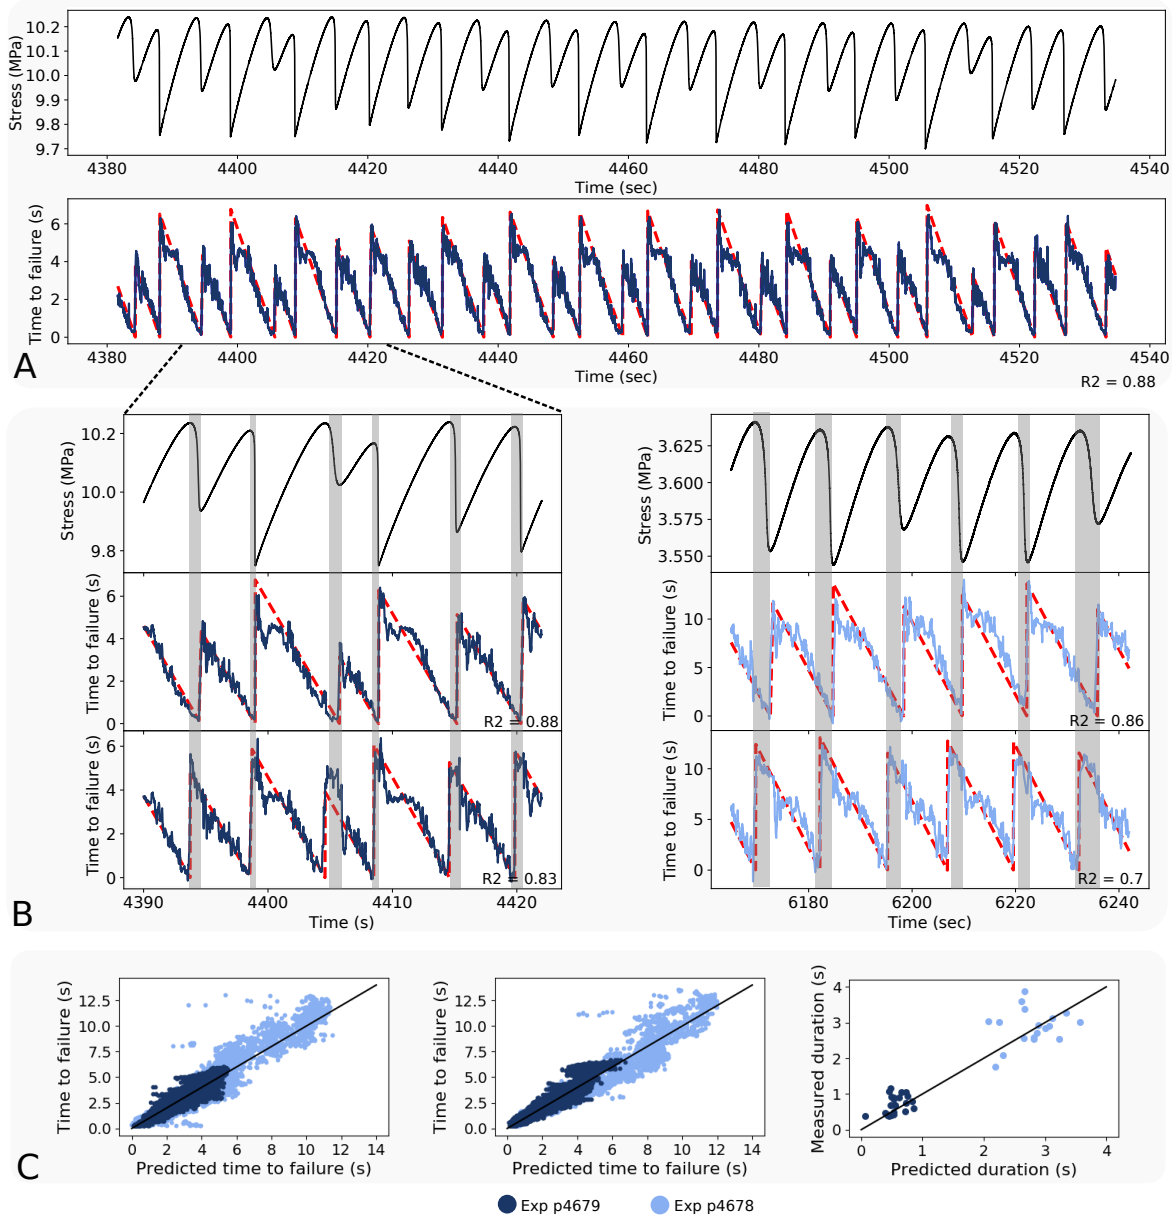 10.2
10.1
10.0
9.9
9.8
9.7
Stress (MPa)
4380 4400 4420 4440 4460 4480 4500 4520 4540
Time (sec)
6
4
2
0
Time to failure (s)
4380 4400 4420 4440 4460 4480 4500 4520 4540
Time (sec)
A
R2 = 0.88
10.2
10.0
9.8
Stress (MPa)
6
4
2
0
Time to failure (s)
R2 = 0.88
6
4
2
0
Time to failure (s)
R2 = 0.83
4390 4400 4410 4420
Time (s)
3.625
3.600
3.575
3.550
Stress (MPa)
10
5
0
Time to failure (s)
R2 = 0.86
10
5
0
Time to failure (s)
R2 = 0.7
6180 6200 6220 6240
Time (sec)
B
12.5
10.0
7.5
5.0
2.5
0.0
Time to failure (s)
0 2 4 6 8 10 12 14
Predicted time to failure (s)
12.5
10.0
7.5
5.0
2.5
0.0
Time to failure (s)
0 2 4 6 8 10 12 14
Predicted time to failure (s)
4
3
2
1
0
Measured duration (s)
0 1 2 3 4
Predicted duration (s)
C
Exp p4679 Exp p4678